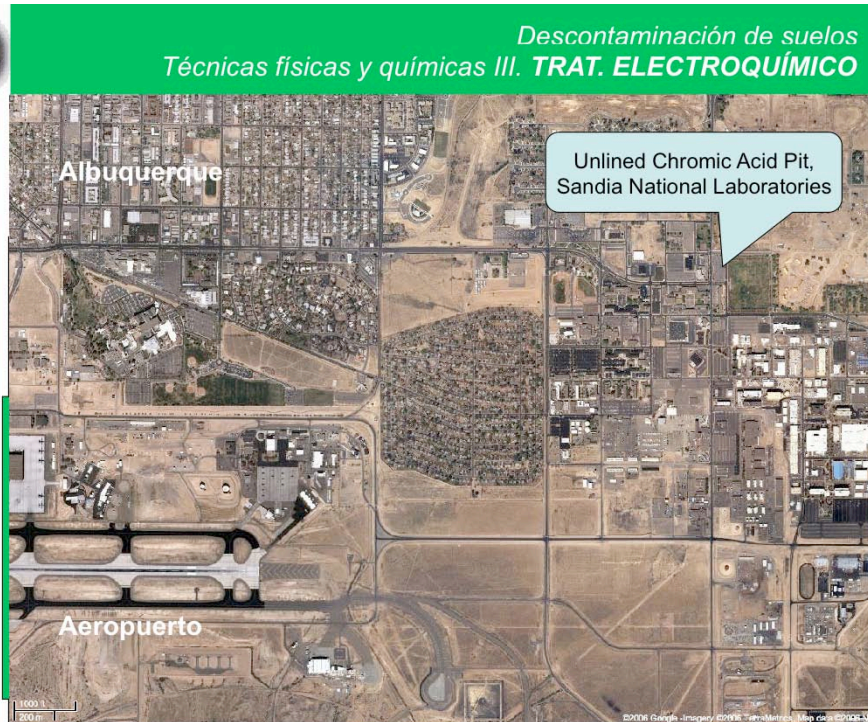 Descontaminación de suelos
Técnicas físicas y químicas III. TRAT. ELECTROQUÍMICO
Albuquerque
Unlined Chromic Acid Pit,
Sandia National Laboratories
Aeropuerto
1000 ft
200 m
©2006 Google - Imagery ©2006 TerraMetrics, Map data ©2006